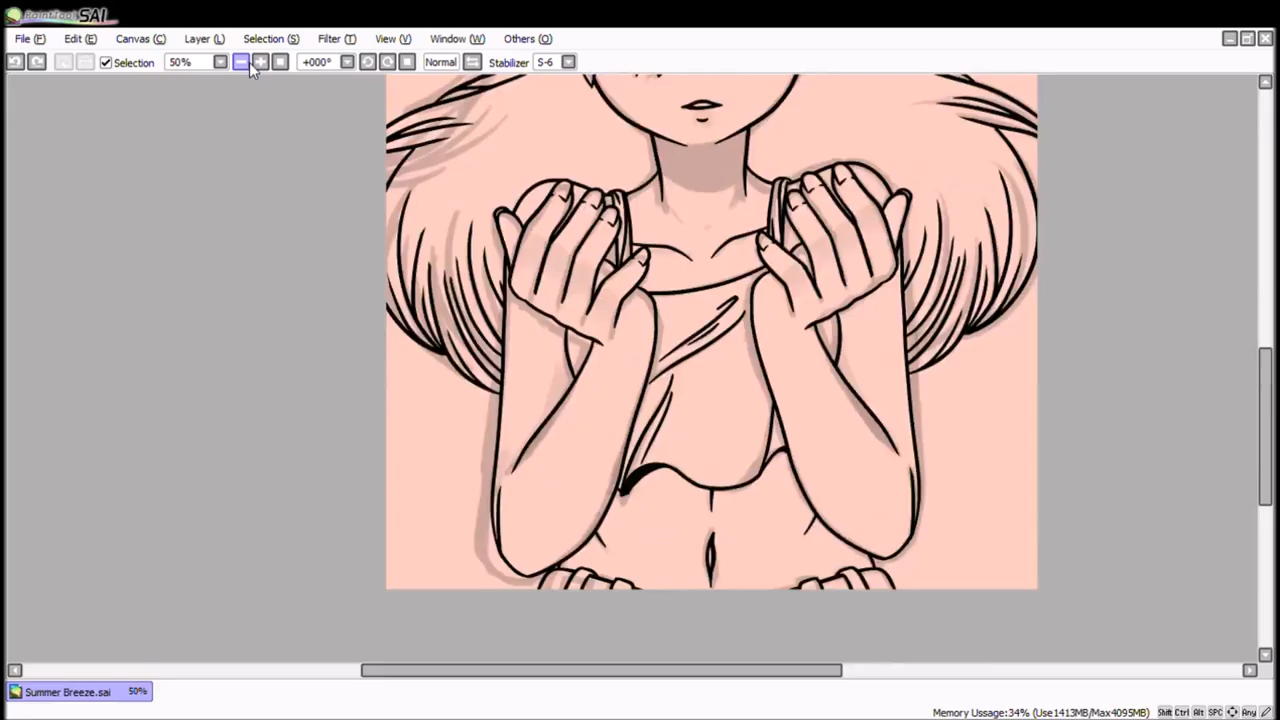 PaintTool SAI
File (F) Edit (E) Canvas (C) Layer (L) Selection (S) Filter (T) View (V) Window (W) Others (O)
Selection 50% +000° Normal Stabilizer S-6
Summer Breeze.sai 50%
Memory Ussage:34% (Use1413MB/Max4095MB) Shift Ctrl Alt SPC Any